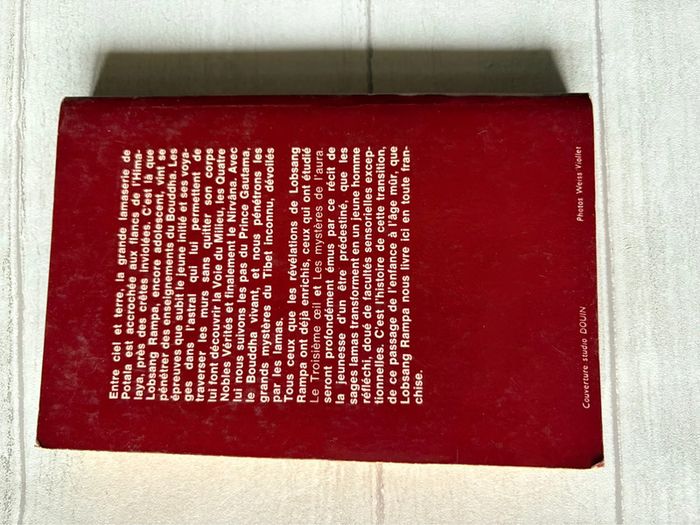 Entre ciel et terre, la grande lamaserie de
Potala est accrochée aux flancs de l'Hima-
laya, près des crêtes inviolées. C'est là que
Lobsang Rampa, encore adolescent, vint se
pénétrer des enseignements du Bouddha. Les
épreuves que subit le jeune initié et ses voya-
ges dans l'astral qui lui permettent de
traverser les murs sans quitter son corps
lui font découvrir la Voie du Milieu, les Quatre
Nobles Vérités et finalement le Nirvâna. Avec
lui nous suivons les pas du Prince Gautama,
le Bouddha vivant, et nous pénétrons les
grands mystères du Tibet inconnu, dévoilés
par les lamas.
Tous ceux que les révélations de Lobsang
Rampa ont déjà enrichis, ceux qui ont étudié
Le Troisième œil et Les mystères de l'aura,
seront profondément émus par ce récit de
la jeunesse d'un être prédestiné, que les
sages lamas transforment en un jeune homme
réfléchi, doué de facultés sensorielles excep-
tionnelles. C'est l'histoire de cette transition,
de ce passage de l'enfance à l'âge mûr, que
Lobsang Rampa nous livre ici en toute fran-
chise.
Couverture studio DOUIN
Photos Weiss Viollet